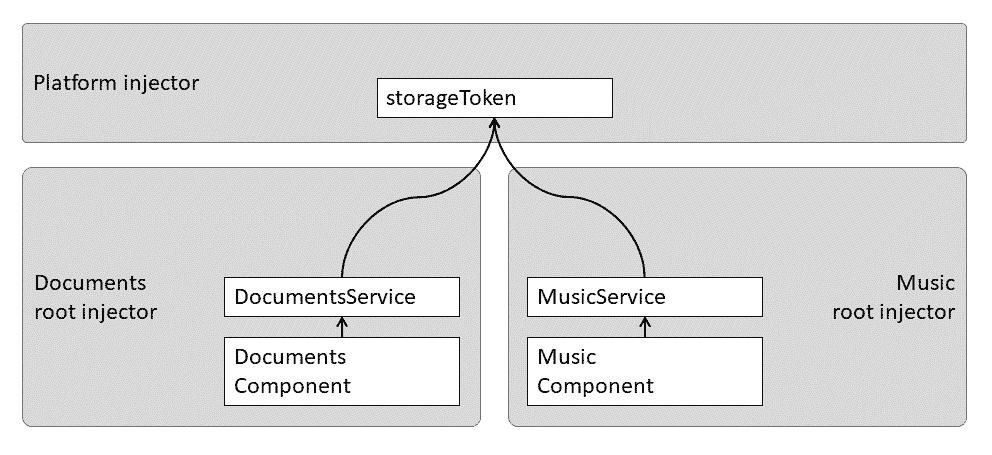 Platform injector
storageToken
Documents
root injector
DocumentsService
Documents
Component
MusicService
Music
Component
Music
root injector